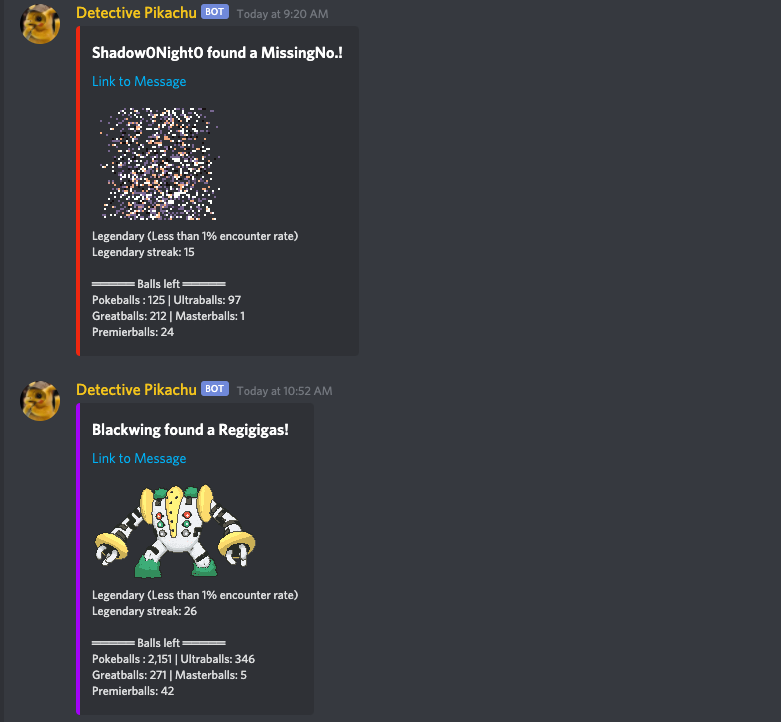 Detective Pikachu BOT Today at 9:20 AM
Shadow0Night0 found a MissingNo.!
Link to Message
Legendary (Less than 1% encounter rate)
Legendary streak: 15
══════ Balls left ══════
Pokeballs : 125 | Ultraballs: 97
Greatballs: 212 | Masterballs: 1
Premierballs: 24
Detective Pikachu BOT Today at 10:52 AM
Blackwing found a Regigigas!
Link to Message
Legendary (Less than 1% encounter rate)
Legendary streak: 26
══════ Balls left ══════
Pokeballs : 2,151 | Ultraballs: 346
Greatballs: 271 | Masterballs: 5
Premierballs: 42